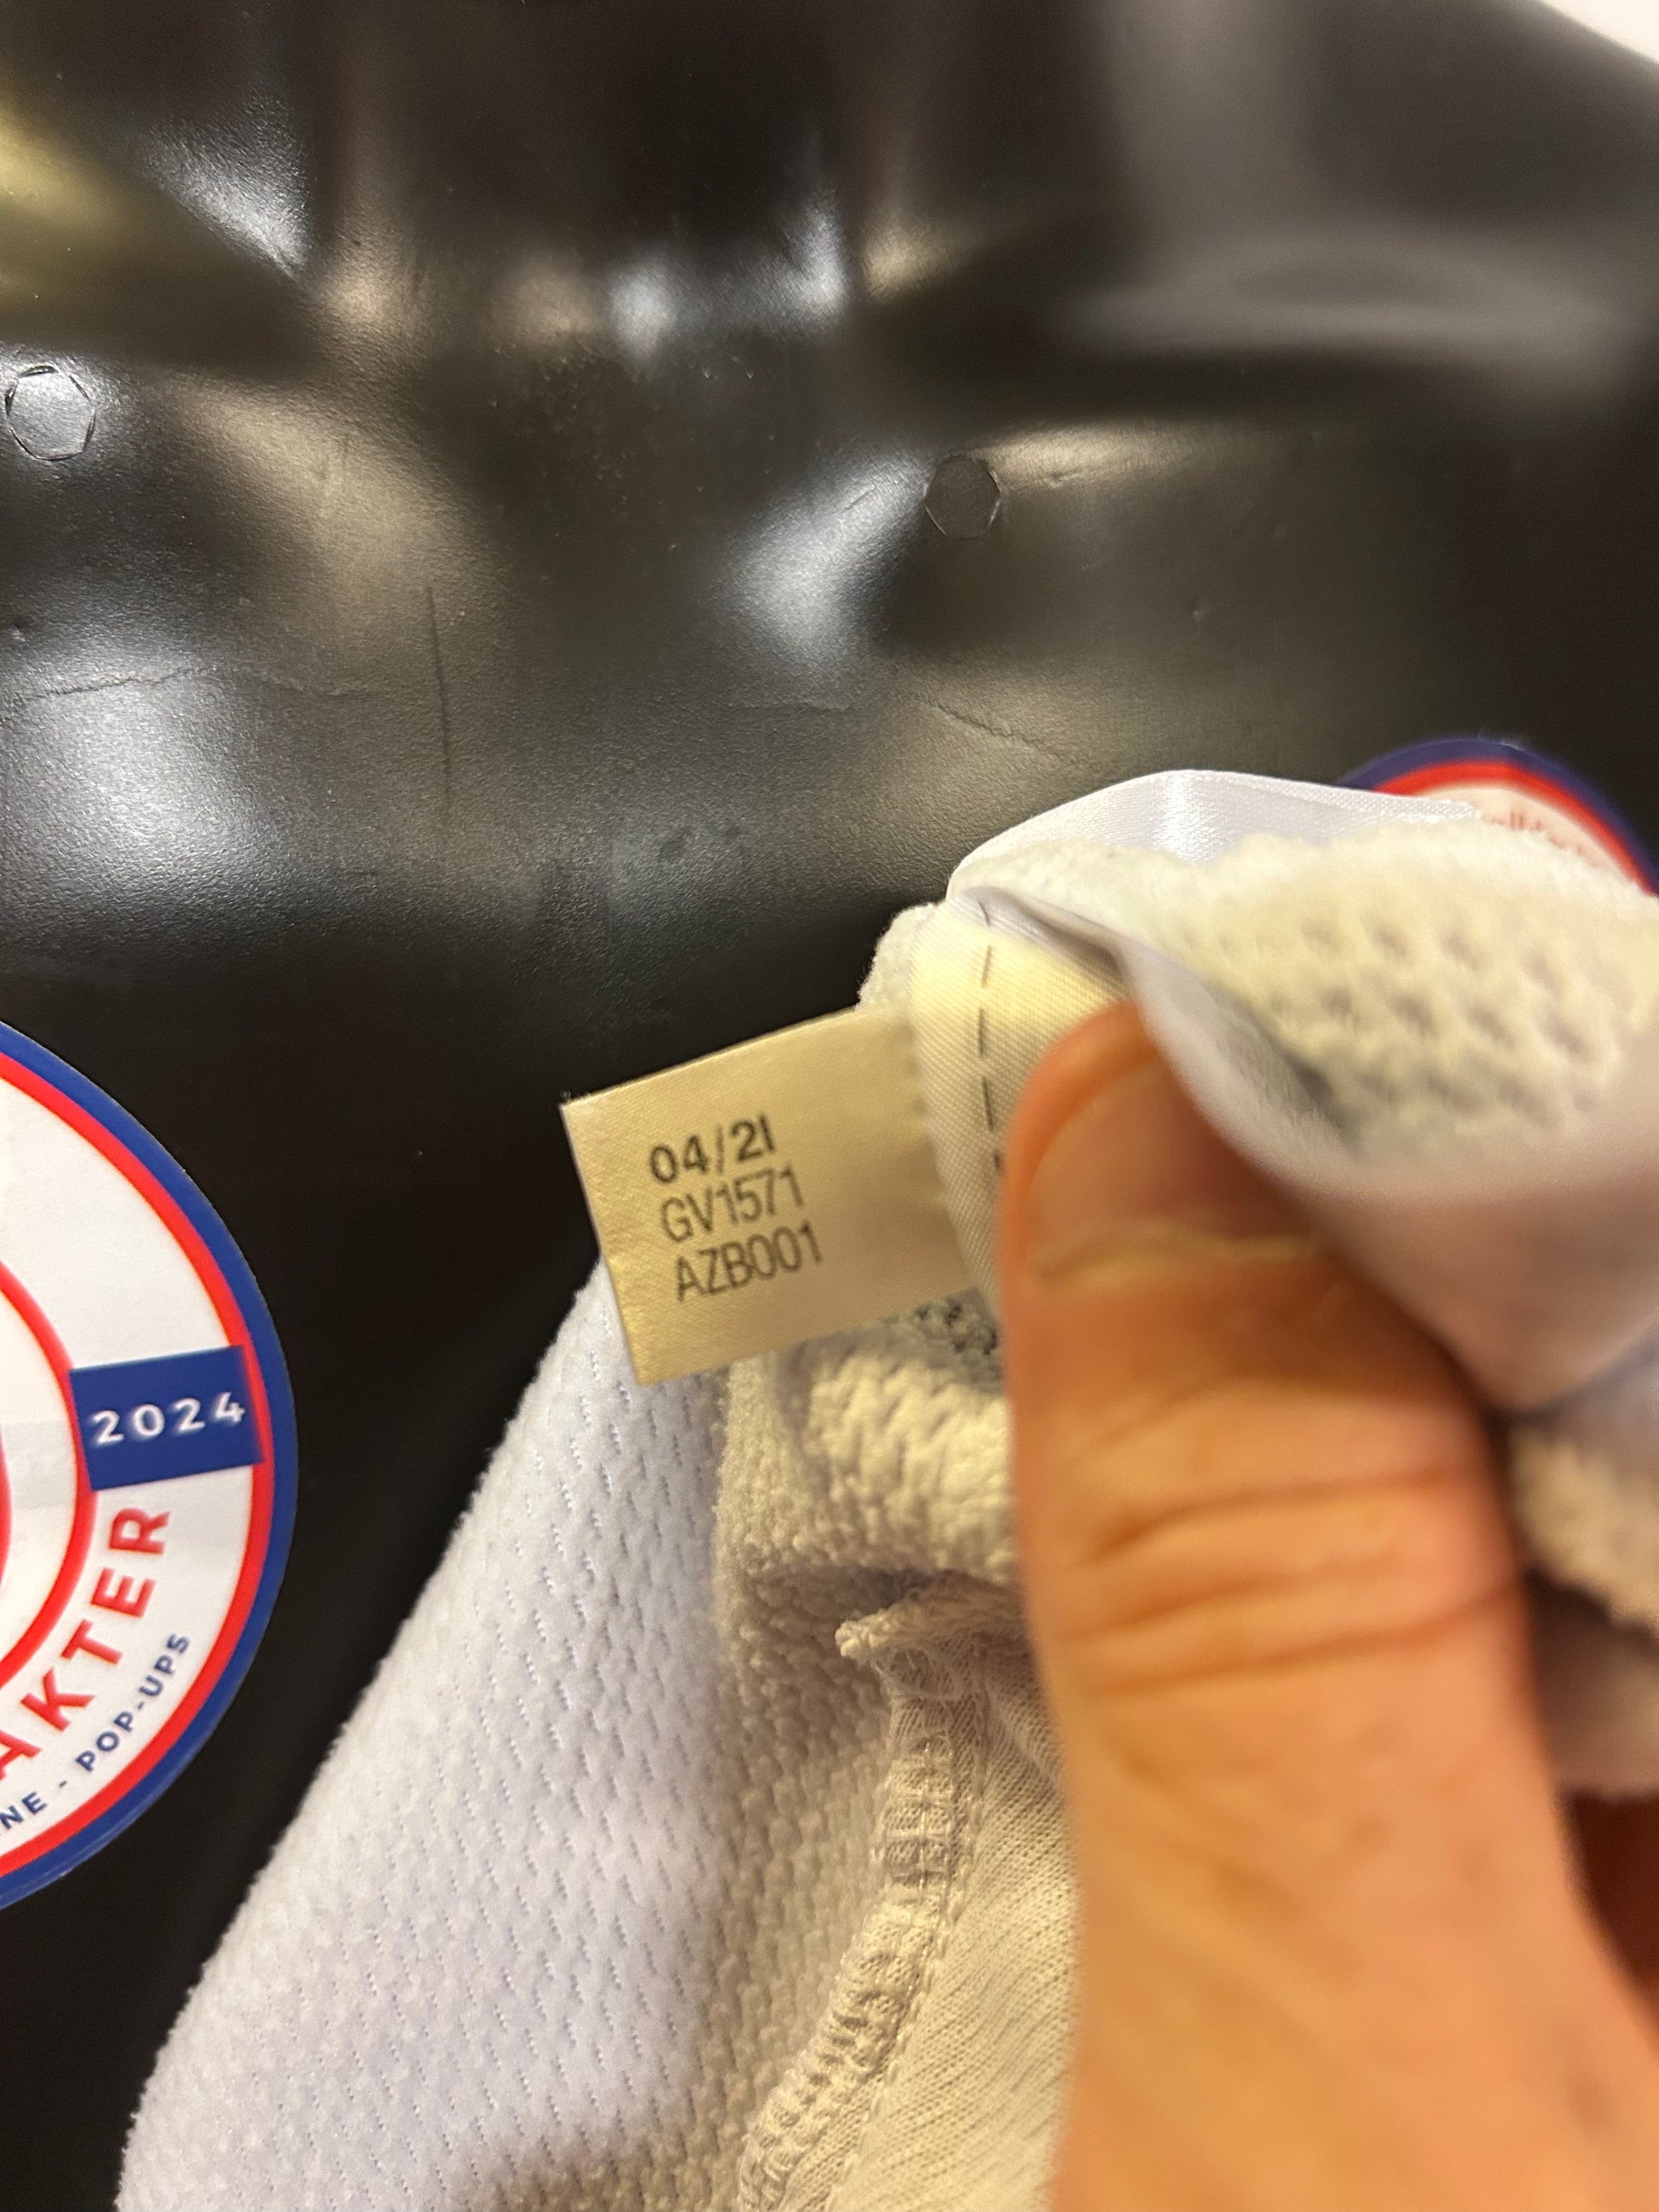 04/21
GV1571
AZB001
2024
AKTER
NE - POP-UPS